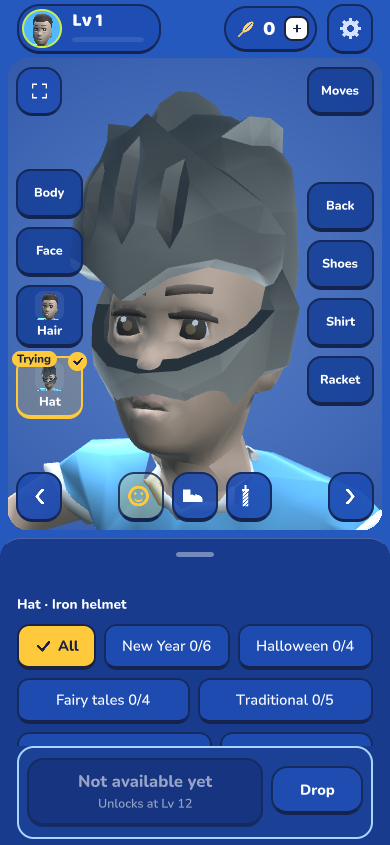 Lv 1
0
+
Moves
Body
Face
Hair
Trying
Hat
Back
Shoes
Shirt
Racket
Hat · Iron helmet
All
New Year 0/6
Halloween 0/4
Fairy tales 0/4
Traditional 0/5
Not available yet
Unlocks at Lv 12
Drop